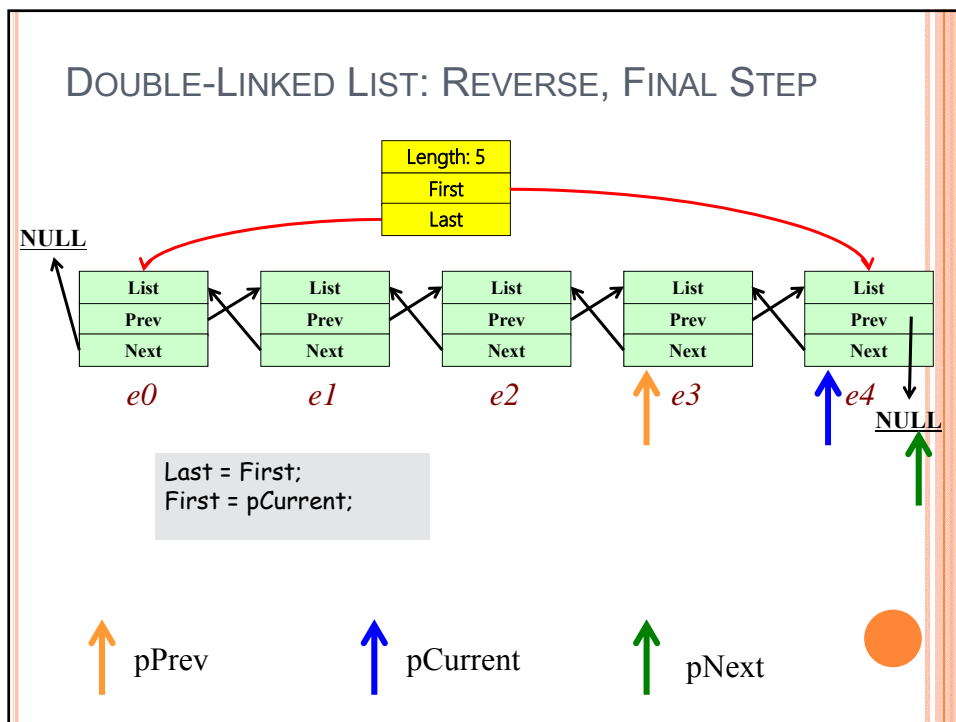 DOUBLE-LINKED LIST: REVERSE, FINAL STEP
Length: 5
First
Last
NULL
List
Prev
Next
List
Prev
Next
List
Prev
Next
List
Prev
Next
List
Prev
Next
e0
e1
e2
e3
e4
NULL
Last = First;
First = pCurrent;
pPrev
pCurrent
pNext